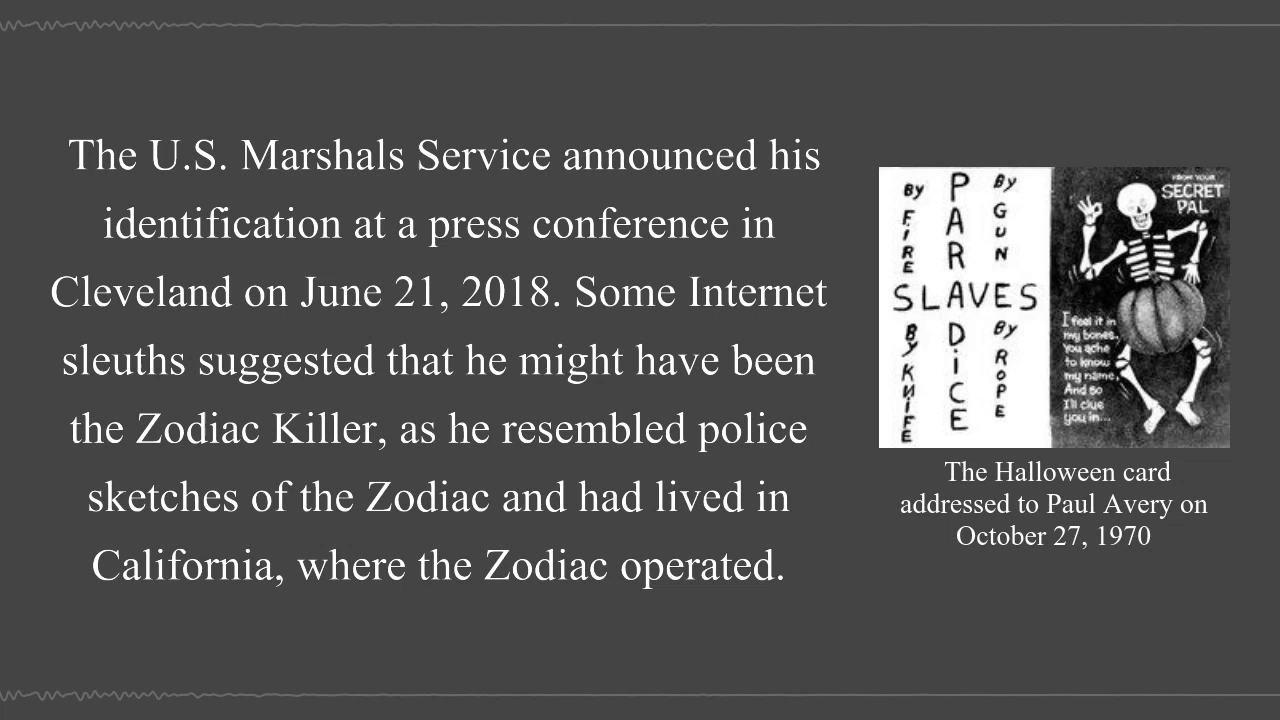 The U.S. Marshals Service announced his
identification at a press conference in
Cleveland on June 21, 2018. Some Internet
sleuths suggested that he might have been
the Zodiac Killer, as he resembled police
sketches of the Zodiac and had lived in
California, where the Zodiac operated.
BY FIRE
PARADICE
BY GUN
SLAVES
BY KNIFE
BY ROPE
FROM YOUR
SECRET
PAL
I feel it in
my bones,
You ache
to know
my name,
And so
I'll clue
you in...
The Halloween card
addressed to Paul Avery on
October 27, 1970